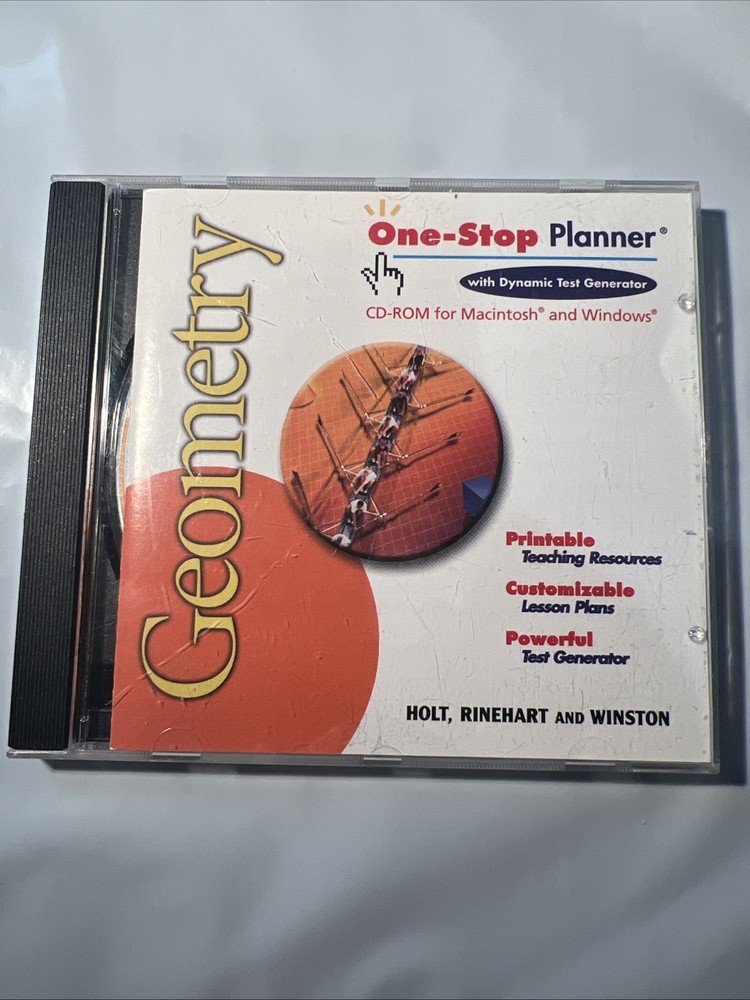 Geometry
One-Stop Planner®
with Dynamic Test Generator
CD-ROM for Macintosh® and Windows®
Printable
Teaching Resources
Customizable
Lesson Plans
Powerful
Test Generator
HOLT, RINEHART AND WINSTON